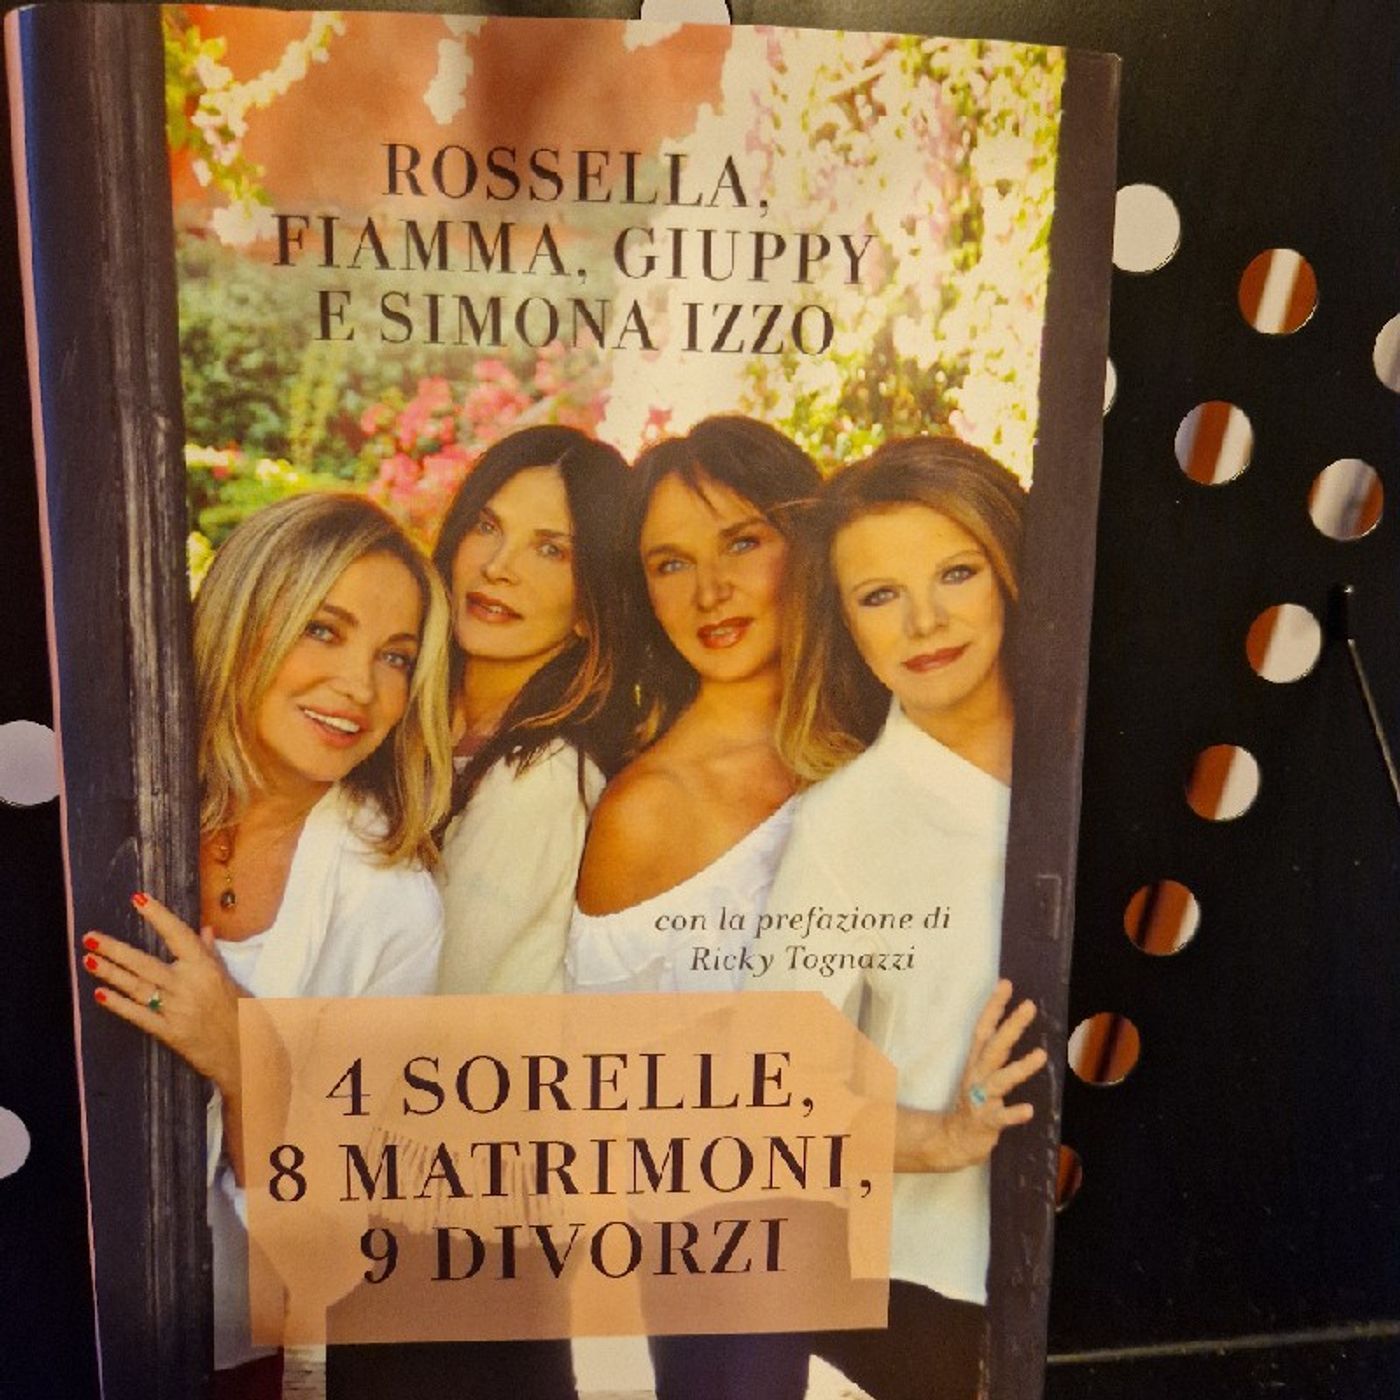 ROSSELLA,
FIAMMA, GIUPPY
E SIMONA IZZO
con la prefazione di
Ricky Tognazzi
4 SORELLE,
8 MATRIMONI,
9 DIVORZI